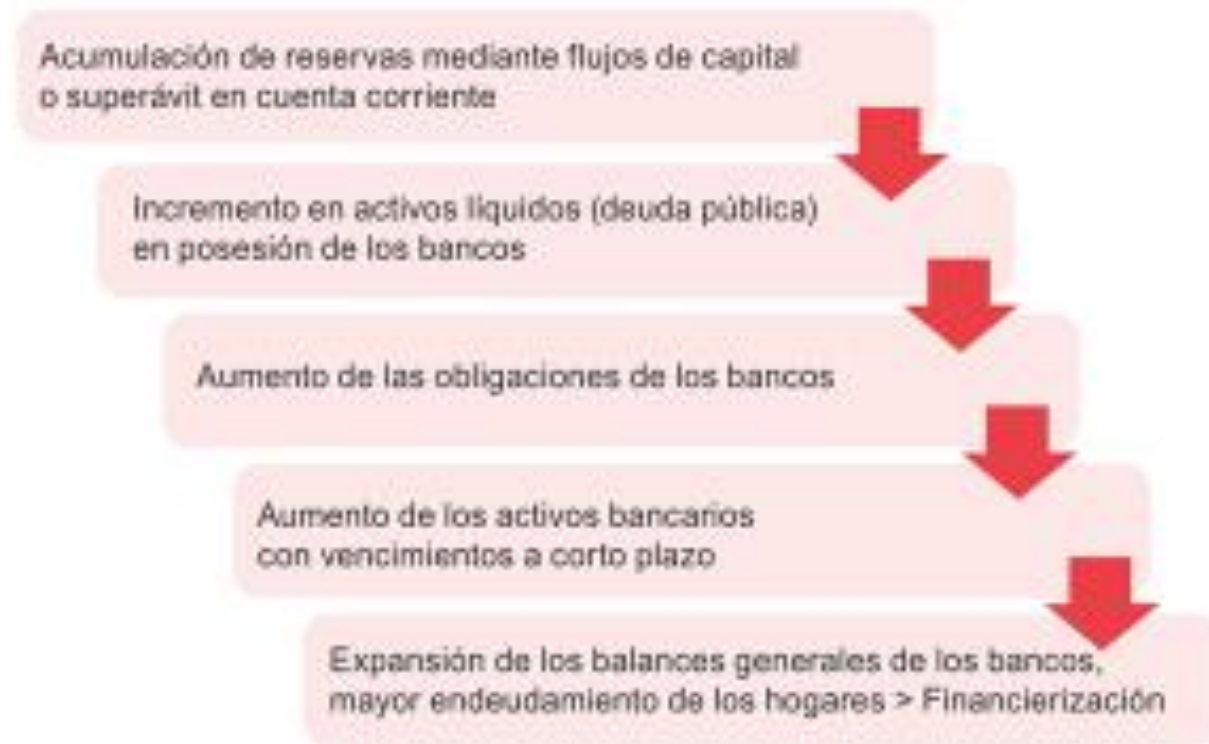 Acumulación de reservas mediante flujos de capital
o superávit en cuenta corriente
Incremento en activos líquidos (deuda pública)
en posesión de los bancos
Aumento de las obligaciones de los bancos
Aumento de los activos bancarios
con vencimientos a corto plazo
Expansión de los balances generales de los bancos,
mayor endeudamiento de los hogares > Financierización